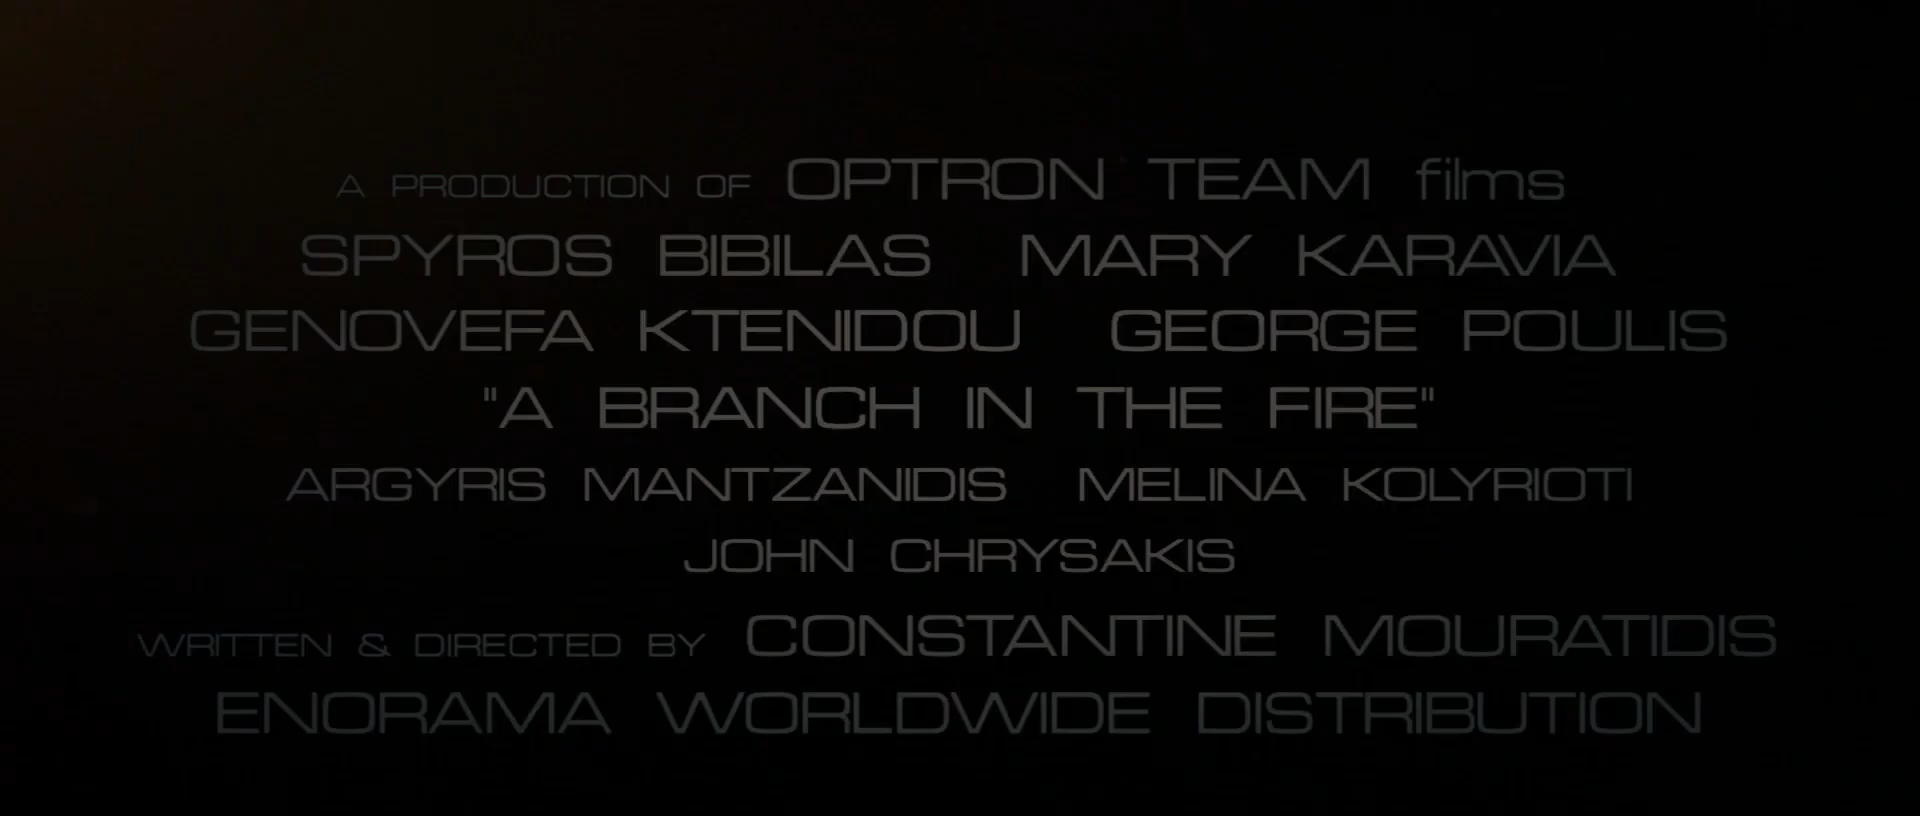 A PRODUCTION OF OPTRON TEAM films
SPYROS BIBILAS MARY KARAVIA
GENOVEFA KTENIDOU GEORGE POULIS
"A BRANCH IN THE FIRE"
ARGYRIS MANTZANIDIS MELINA KOLYRIOTI
JOHN CHRYSAKIS
WRITTEN & DIRECTED BY CONSTANTINE MOURATIDIS
ENORAMA WORLDWIDE DISTRIBUTION